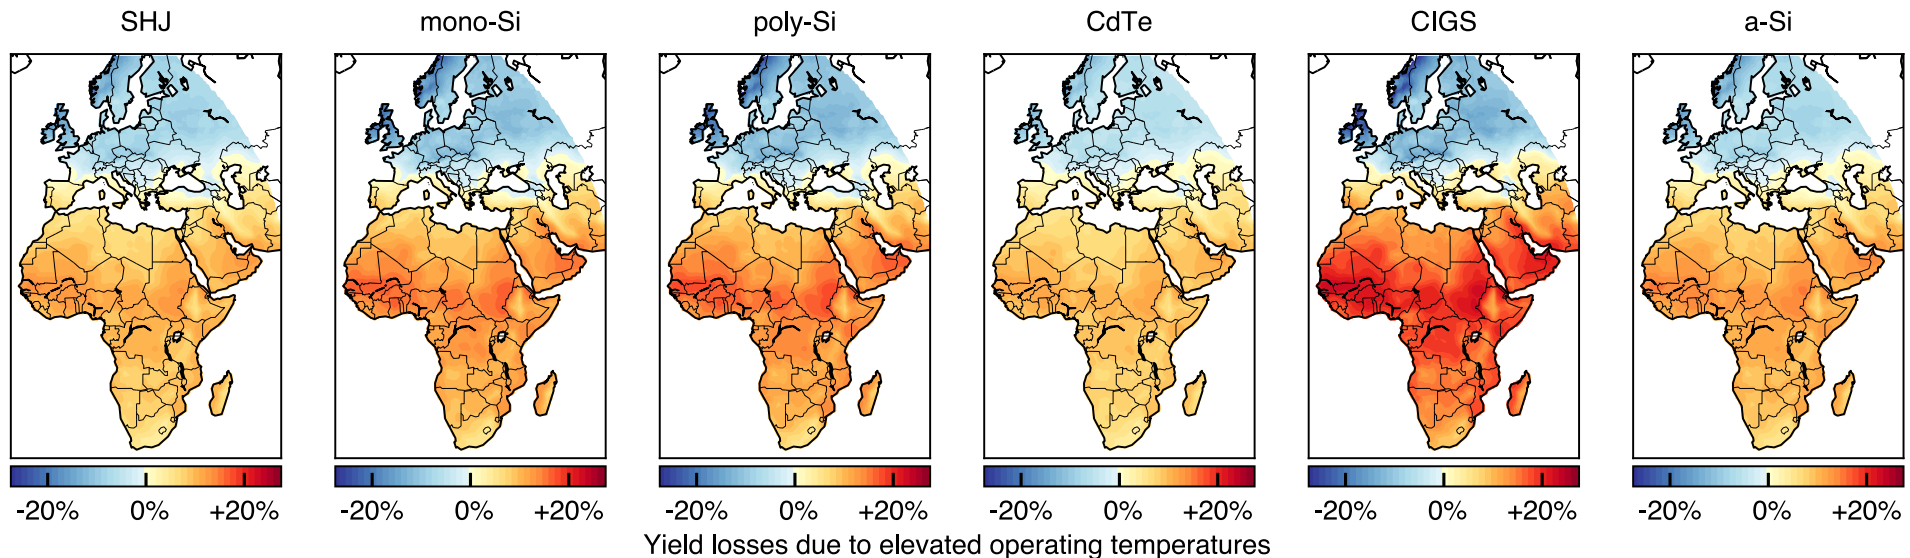 SHJ mono-Si poly-Si CdTe CIGS a-Si
-20% 0% +20% -20% 0% +20% -20% 0% +20% -20% 0% +20% -20% 0% +20% -20% 0% +20%
Yield losses due to elevated operating temperatures